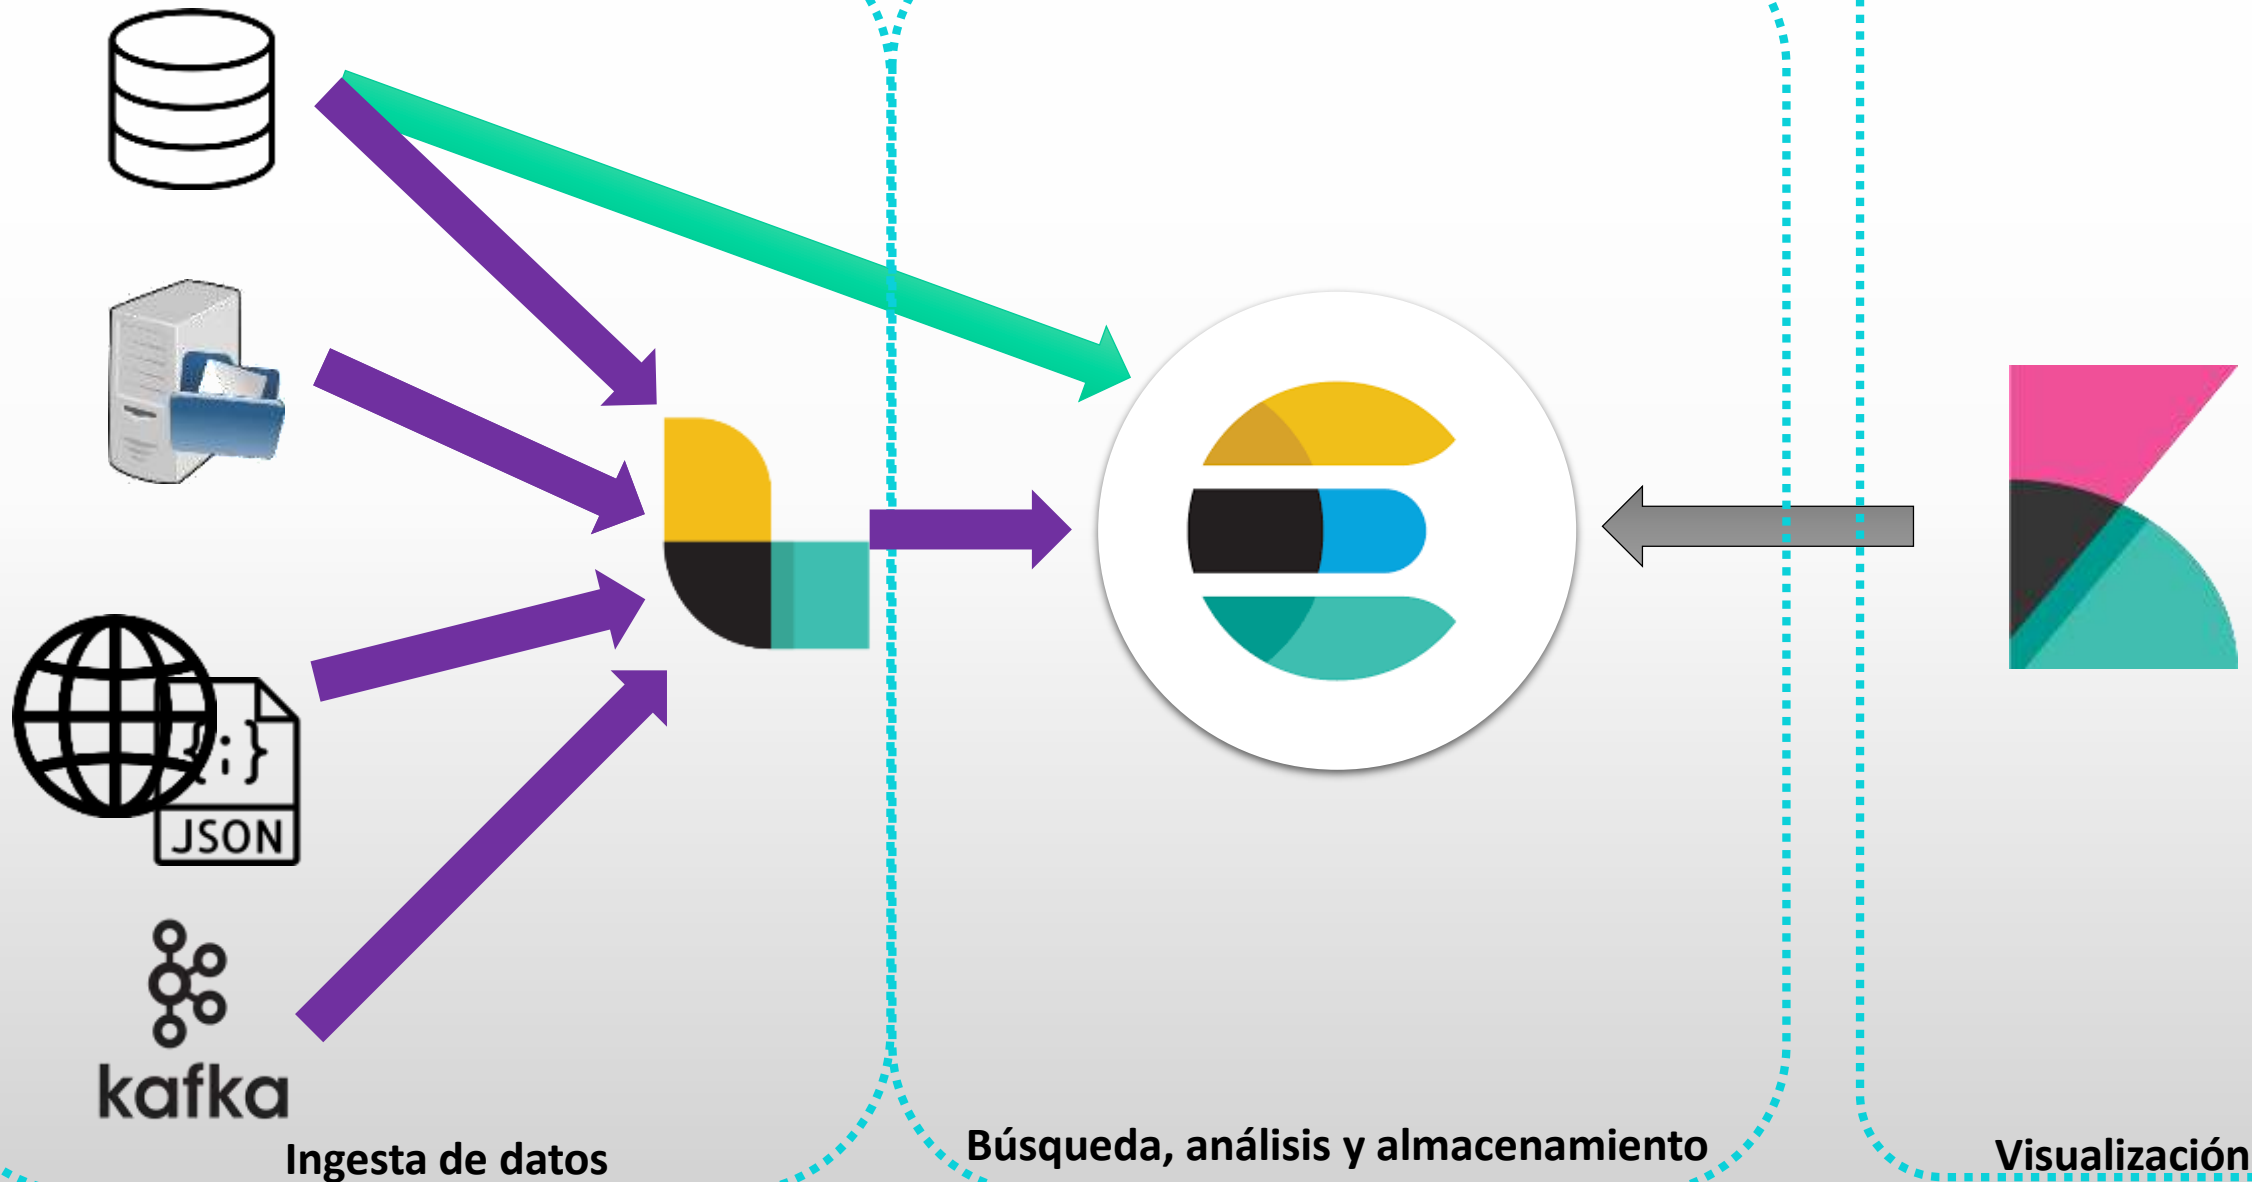 {;}
JSON
kafka
Ingesta de datos
Búsqueda, análisis y almacenamiento
Visualización